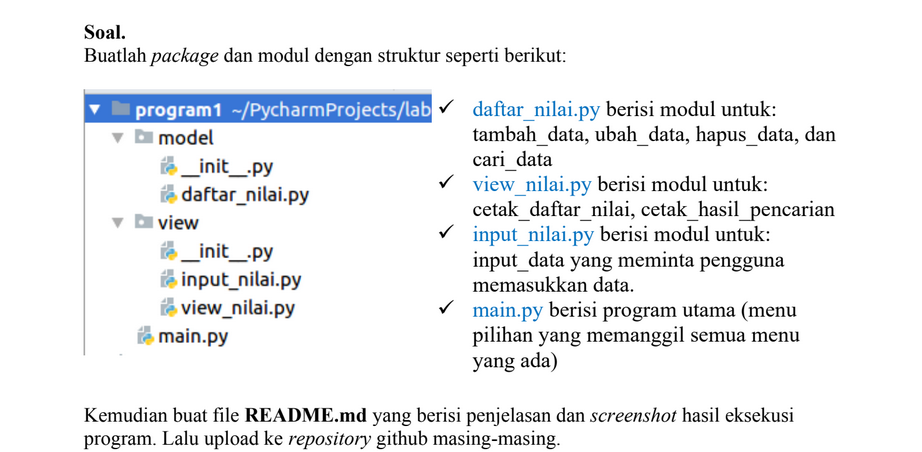 Soal.
Buatlah package dan modul dengan struktur seperti berikut:
program1 ~/PycharmProjects/lab
model
__init__.py
daftar_nilai.py
view
__init__.py
input_nilai.py
view_nilai.py
main.py
✓ daftar_nilai.py berisi modul untuk:
tambah_data, ubah_data, hapus_data, dan
cari_data
✓ view_nilai.py berisi modul untuk:
cetak_daftar_nilai, cetak_hasil_pencarian
✓ input_nilai.py berisi modul untuk:
input_data yang meminta pengguna
memasukkan data.
✓ main.py berisi program utama (menu
pilihan yang memanggil semua menu
yang ada)
Kemudian buat file README.md yang berisi penjelasan dan screenshot hasil eksekusi
program. Lalu upload ke repository github masing-masing.